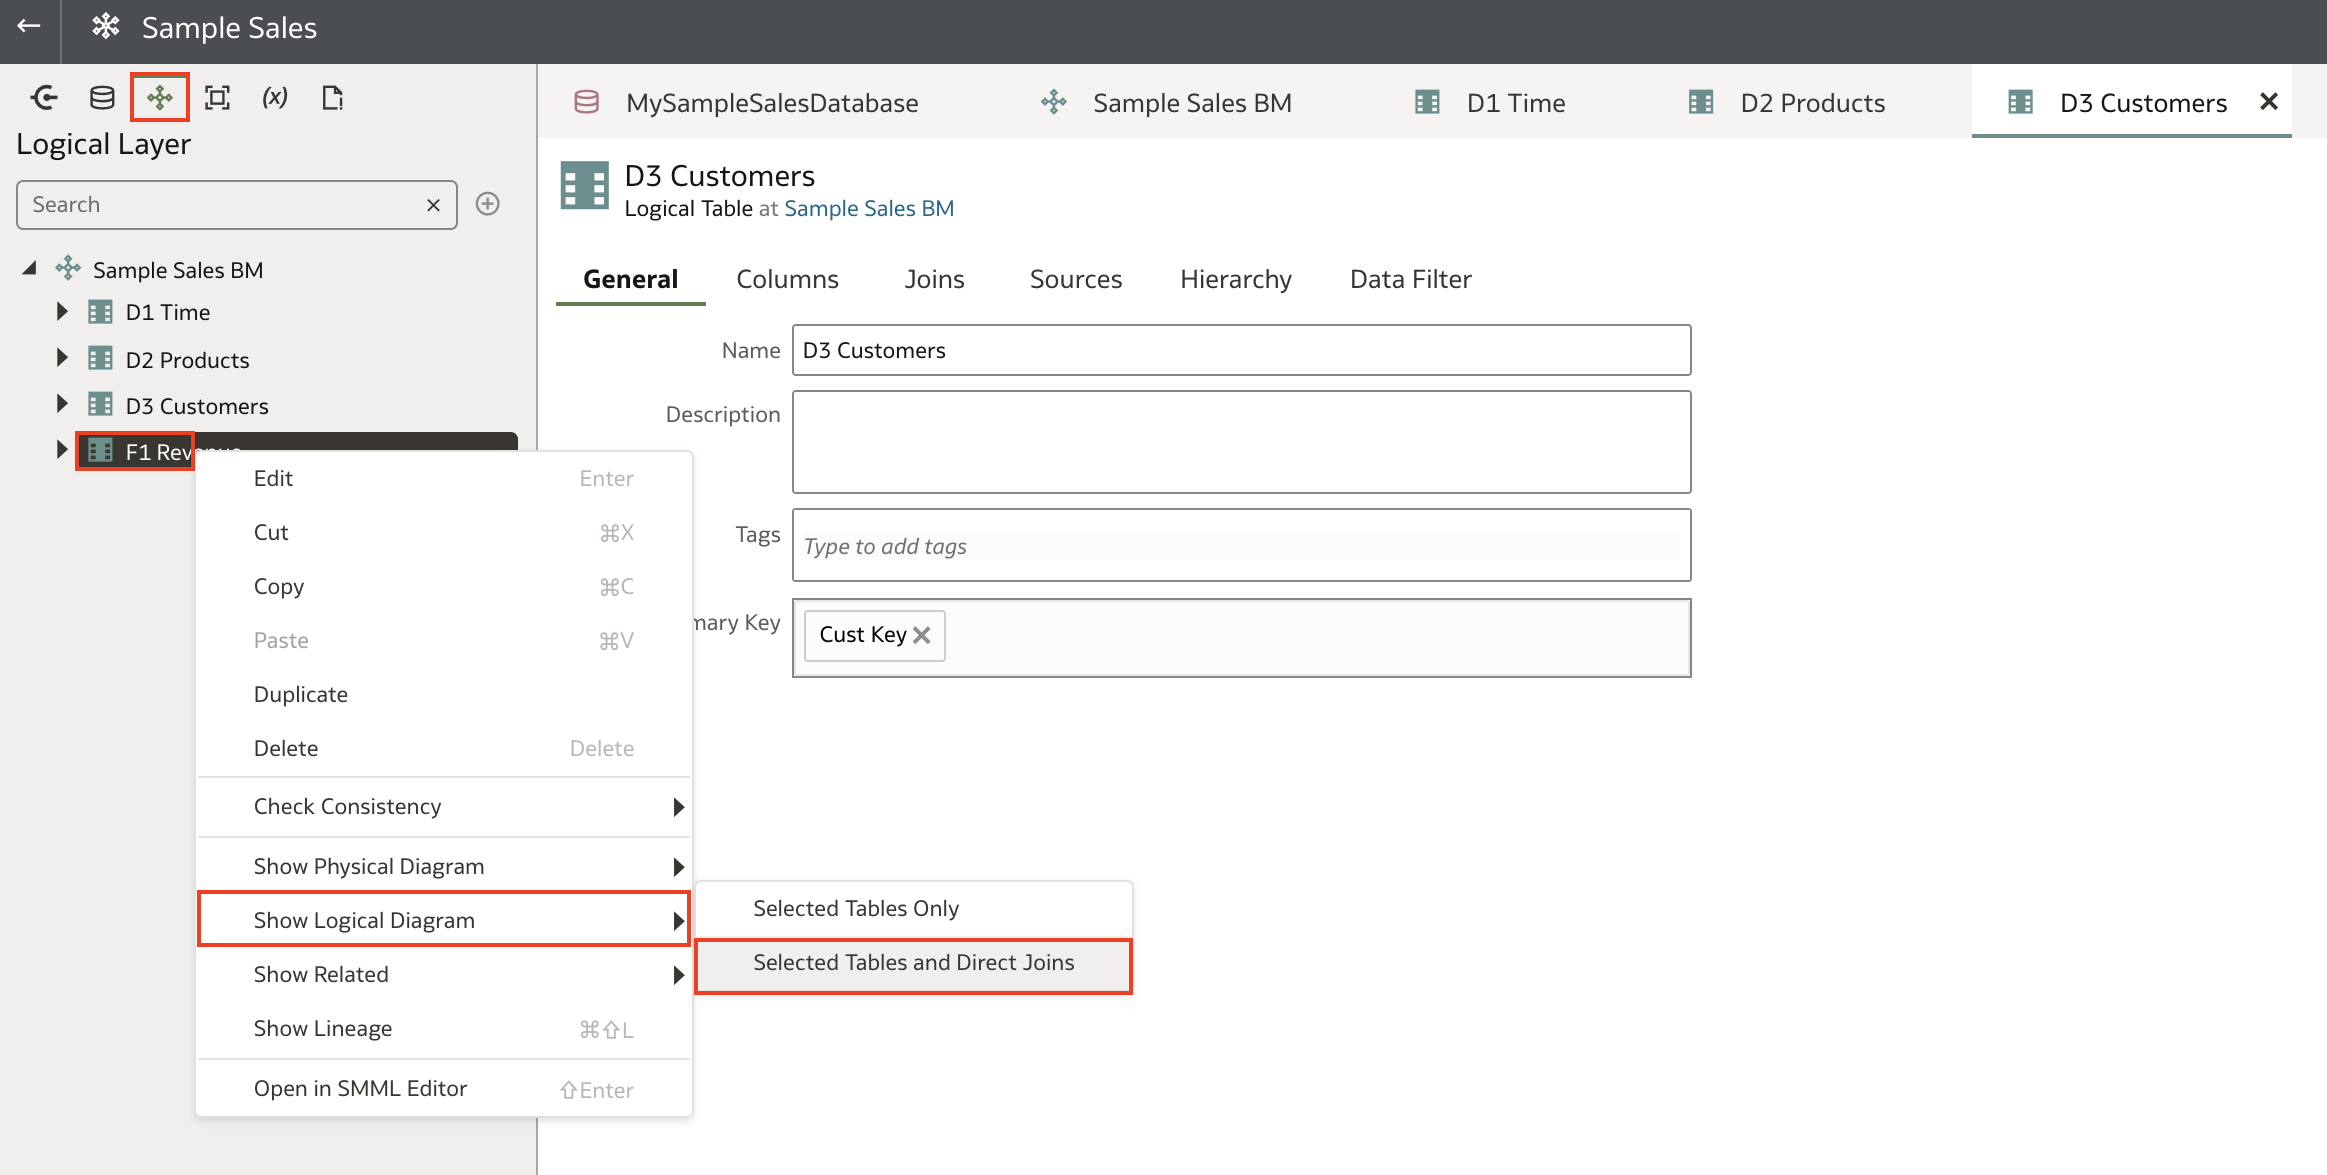 Sample Sales
(x)
Logical Layer
Search
Sample Sales BM
D1 Time
D2 Products
D3 Customers
F1 Revenue
Edit Enter
Cut ⌘X
Copy ⌘C
Paste ⌘V
Duplicate
Delete Delete
Check Consistency
Show Physical Diagram
Show Logical Diagram
Show Related
Show Lineage ⌘⇧L
Open in SMML Editor ⇧Enter
Selected Tables Only
Selected Tables and Direct Joins
MySampleSalesDatabase Sample Sales BM D1 Time D2 Products D3 Customers
D3 Customers
Logical Table at Sample Sales BM
General Columns Joins Sources Hierarchy Data Filter
Name D3 Customers
Description
Tags Type to add tags
mary Key Cust Key